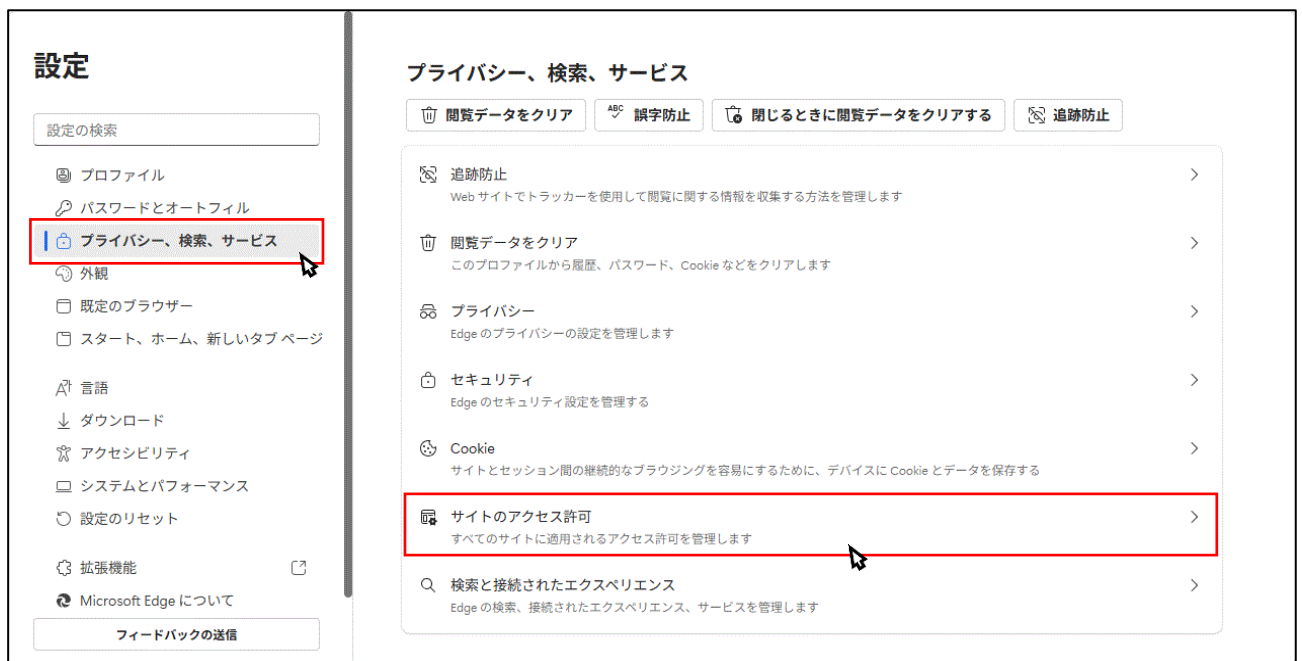 設定
設定の検索
プロファイル
パスワードとオートフィル
プライバシー、検索、サービス
外観
既定のブラウザー
スタート、ホーム、新しいタブ ページ
言語
ダウンロード
アクセシビリティ
システムとパフォーマンス
設定のリセット
拡張機能
Microsoft Edge について
フィードバックの送信
プライバシー、検索、サービス
閲覧データをクリア
ABC 誤字防止
閉じるときに閲覧データをクリアする
追跡防止
追跡防止
Web サイトでトラッカーを使用して閲覧に関する情報を収集する方法を管理します
閲覧データをクリア
このプロファイルから履歴、パスワード、Cookie などをクリアします
プライバシー
Edge のプライバシーの設定を管理します
セキュリティ
Edge のセキュリティ設定を管理する
Cookie
サイトとセッション間の継続的なブラウジングを容易にするために、デバイスに Cookie とデータを保存する
サイトのアクセス許可
すべてのサイトに適用されるアクセス許可を管理します
検索と接続されたエクスペリエンス
Edge の検索、接続されたエクスペリエンス、サービスを管理します